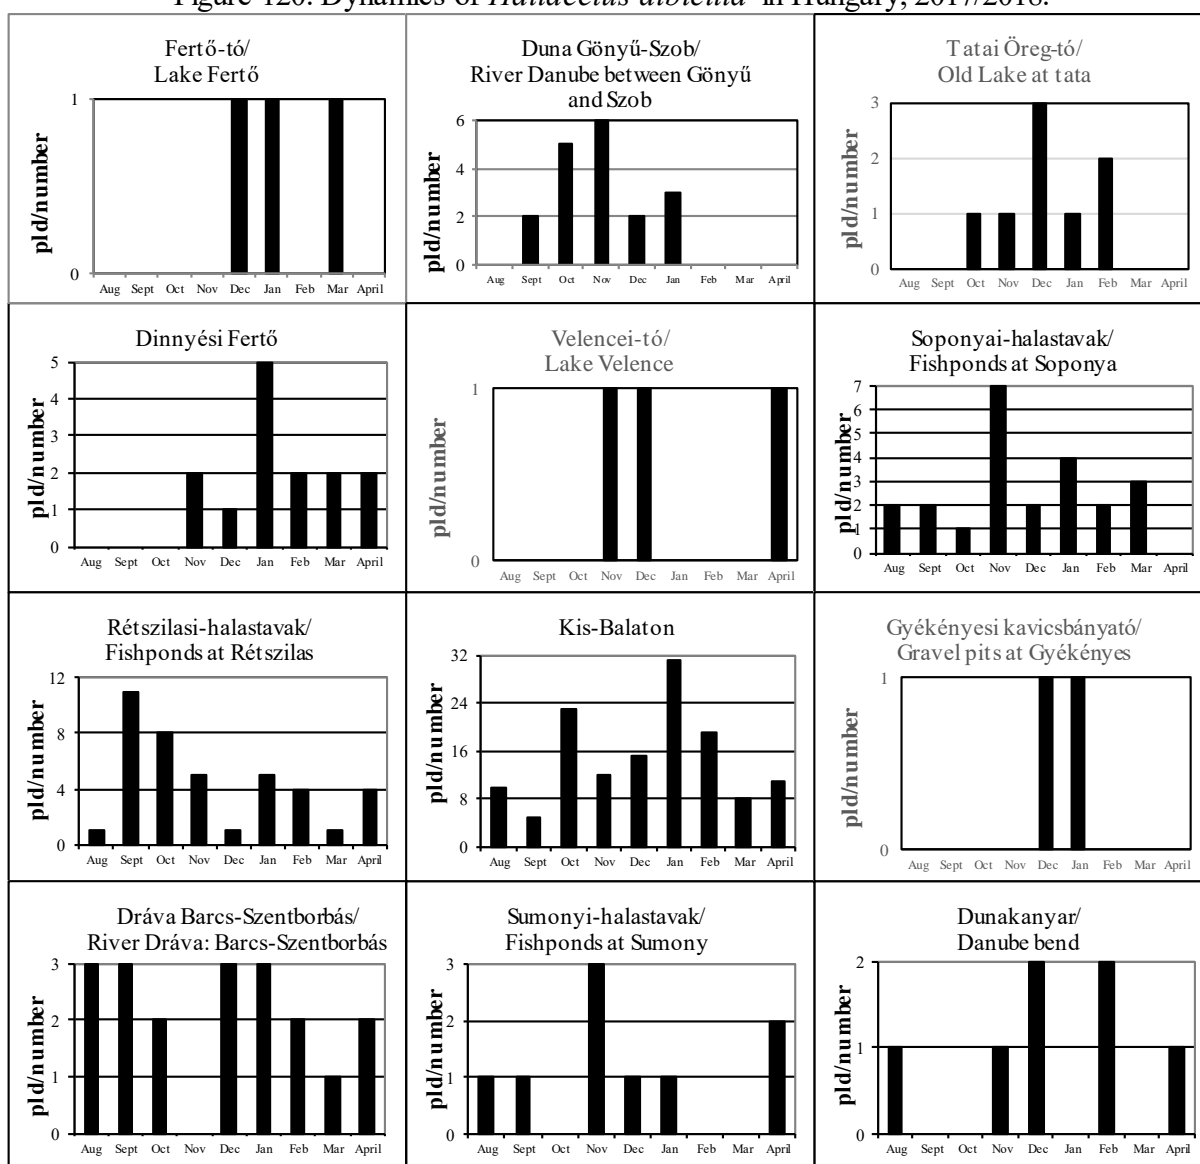 Figure 120. Dynamics of Haliaeetus albicilla in Hungary, 2017/2018.
Fertő-tó/
Lake Fertő
pld/number
1
0
Aug Sept Oct Nov Dec Jan Feb Mar April
Duna Gönyű-Szob/
River Danube between Gönyű
and Szob
pld/number
6
4
2
0
Aug Sept Oct Nov Dec Jan Feb Mar April
Tatai Öreg-tó/
Old Lake at tata
pld/number
3
2
1
0
Aug Sept Oct Nov Dec Jan Feb Mar April
Dinnyési Fertő
pld/number
5
4
3
2
1
0
Aug Sept Oct Nov Dec Jan Feb Mar April
Velencei-tó/
Lake Velence
pld/number
1
0
Aug Sept Oct Nov Dec Jan Feb Mar April
Soponyai-halastavak/
Fishponds at Soponya
pld/number
7
6
5
4
3
2
1
0
Aug Sept Oct Nov Dec Jan Feb Mar April
Rétszilasi-halastavak/
Fishponds at Rétszilas
pld/number
12
8
4
0
Aug Sept Oct Nov Dec Jan Feb Mar April
Kis-Balaton
pld/number
32
24
16
8
0
Aug Sept Oct Nov Dec Jan Feb Mar April
Gyékényesi kavicsbányató/
Gravel pits at Gyékényes
pld/number
1
0
Aug Sept Oct Nov Dec Jan Feb Mar April
Dráva Barcs-Szentborbás/
River Dráva: Barcs-Szentborbás
pld/number
3
2
1
0
Aug Sept Oct Nov Dec Jan Feb Mar April
Sumonyi-halastavak/
Fishponds at Sumony
pld/number
3
2
1
0
Aug Sept Oct Nov Dec Jan Feb Mar April
Dunakanyar/
Danube bend
pld/number
2
1
0
Aug Sept Oct Nov Dec Jan Feb Mar April